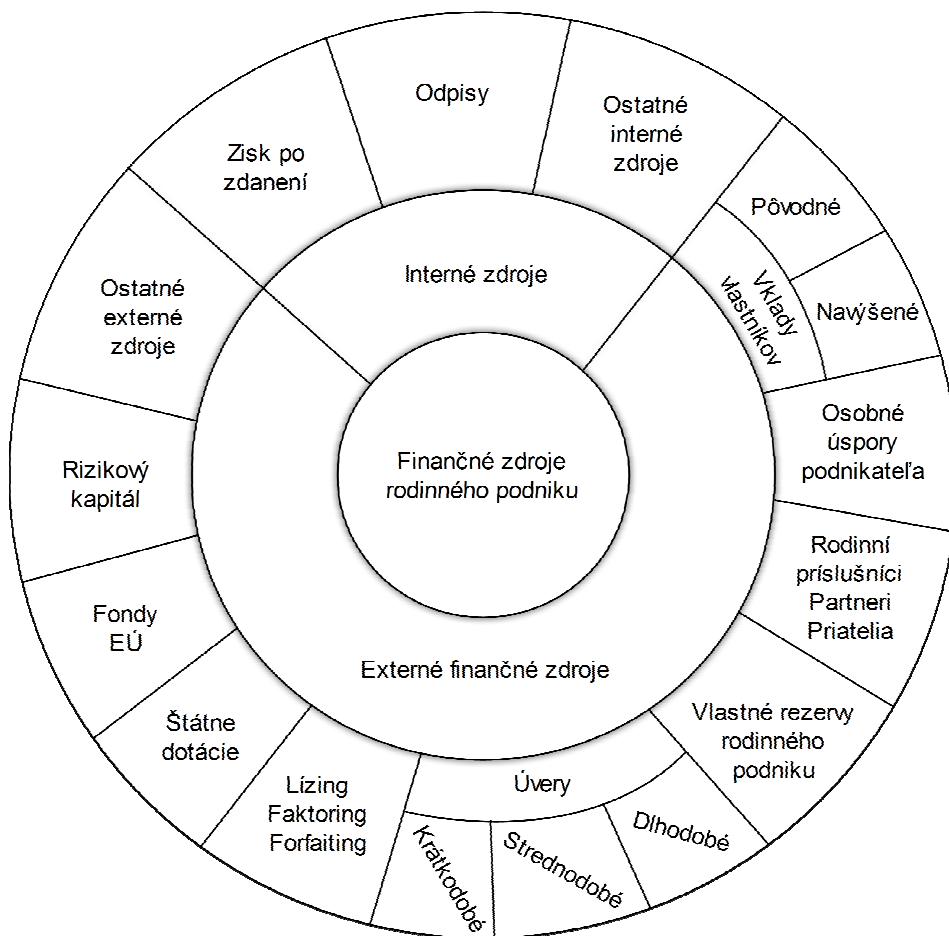 Odpisy
Ostatné
interné
zdroje
Pôvodné
Navýšené
Vklady
vlastníkov
Osobné
úspory
podnikateľa
Rodinní
príslušníci
Partneri
Priatelia
Vlastné rezervy
rodinného
podniku
Úvery
Dlhodobé
Strednodobé
Krátkodobé
Lízing
Faktoring
Forfaiting
Štátne
dotácie
Fondy
EÚ
Rizikový
kapitál
Ostatné
externé
zdroje
Zisk po
zdanení
Interné zdroje
Finančné zdroje
rodinného podniku
Externé finančné zdroje